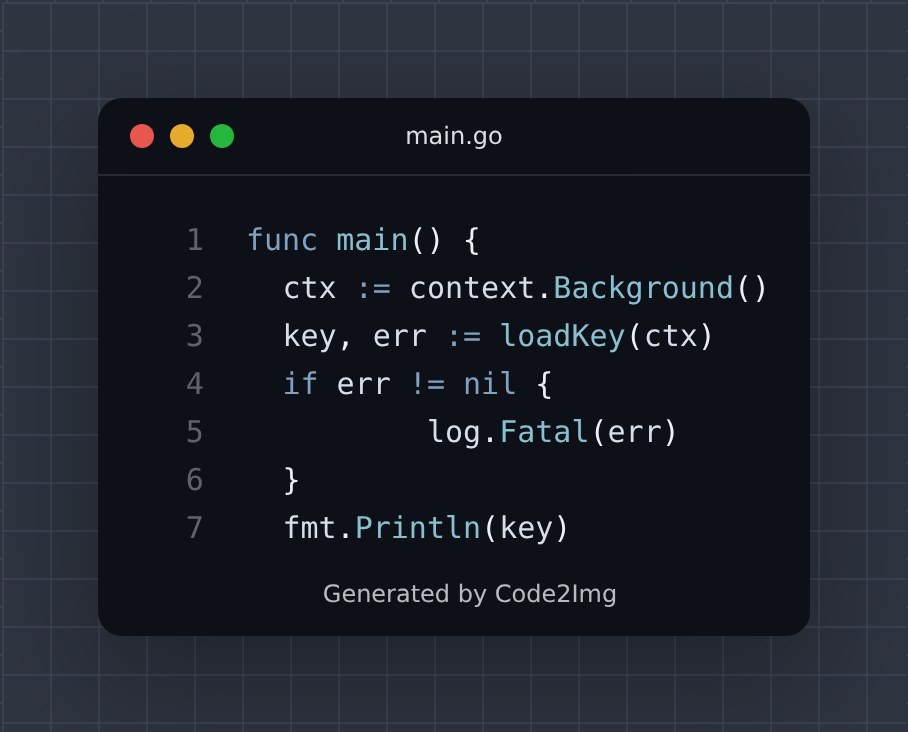 main.go
1 func main() {
2   ctx := context.Background()
3   key, err := loadKey(ctx)
4   if err != nil {
5           log.Fatal(err)
6   }
7   fmt.Println(key)
Generated by Code2Img